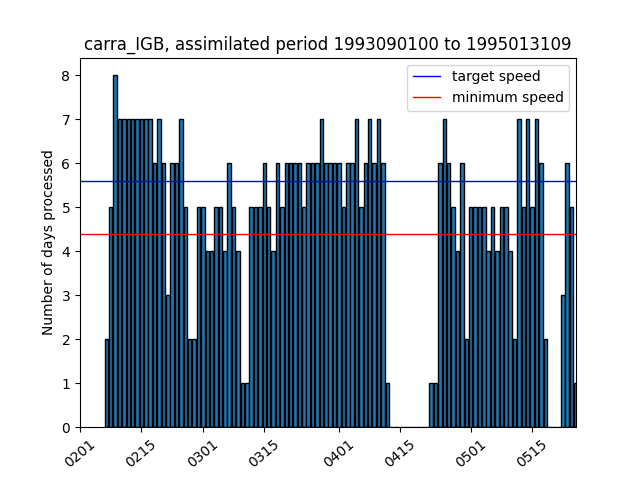 carra_IGB, assimilated period 1993090100 to 1995013109
target speed
minimum speed
Number of days processed
8
7
6
5
4
3
2
1
0
0201 0215 0301 0315 0401 0415 0501 0515